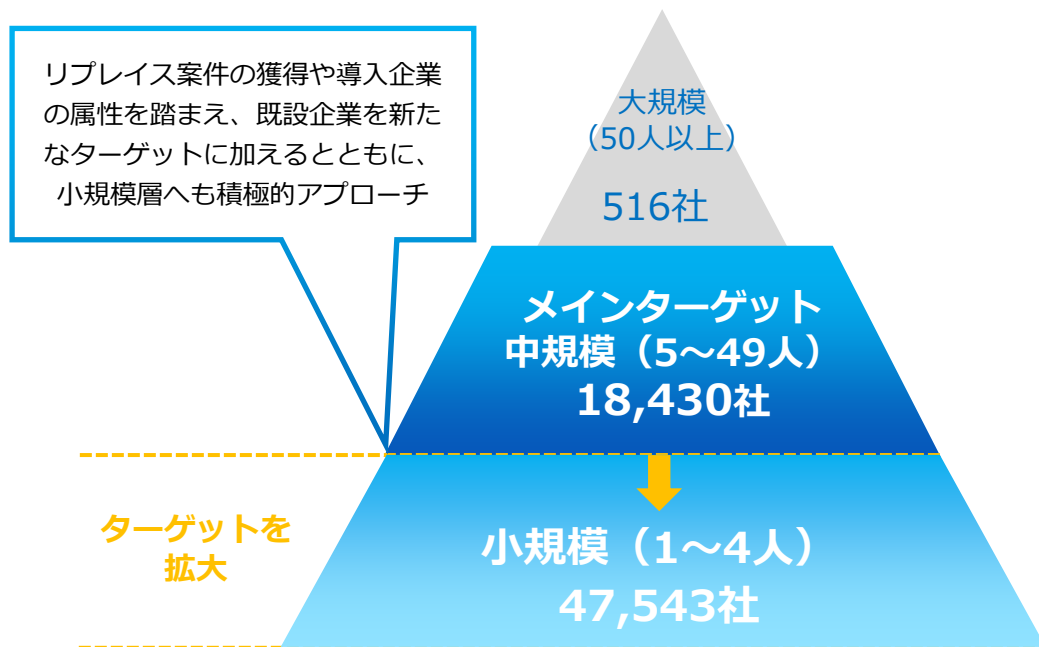 リプレイス案件の獲得や導入企業
の属性を踏まえ、既設企業を新た
なターゲットに加えるとともに、
小規模層へも積極的アプローチ
大規模
（50人以上）
516社
メインターゲット
中規模（5～49人）
18,430社
ターゲットを
拡大
小規模（1～4人）
47,543社